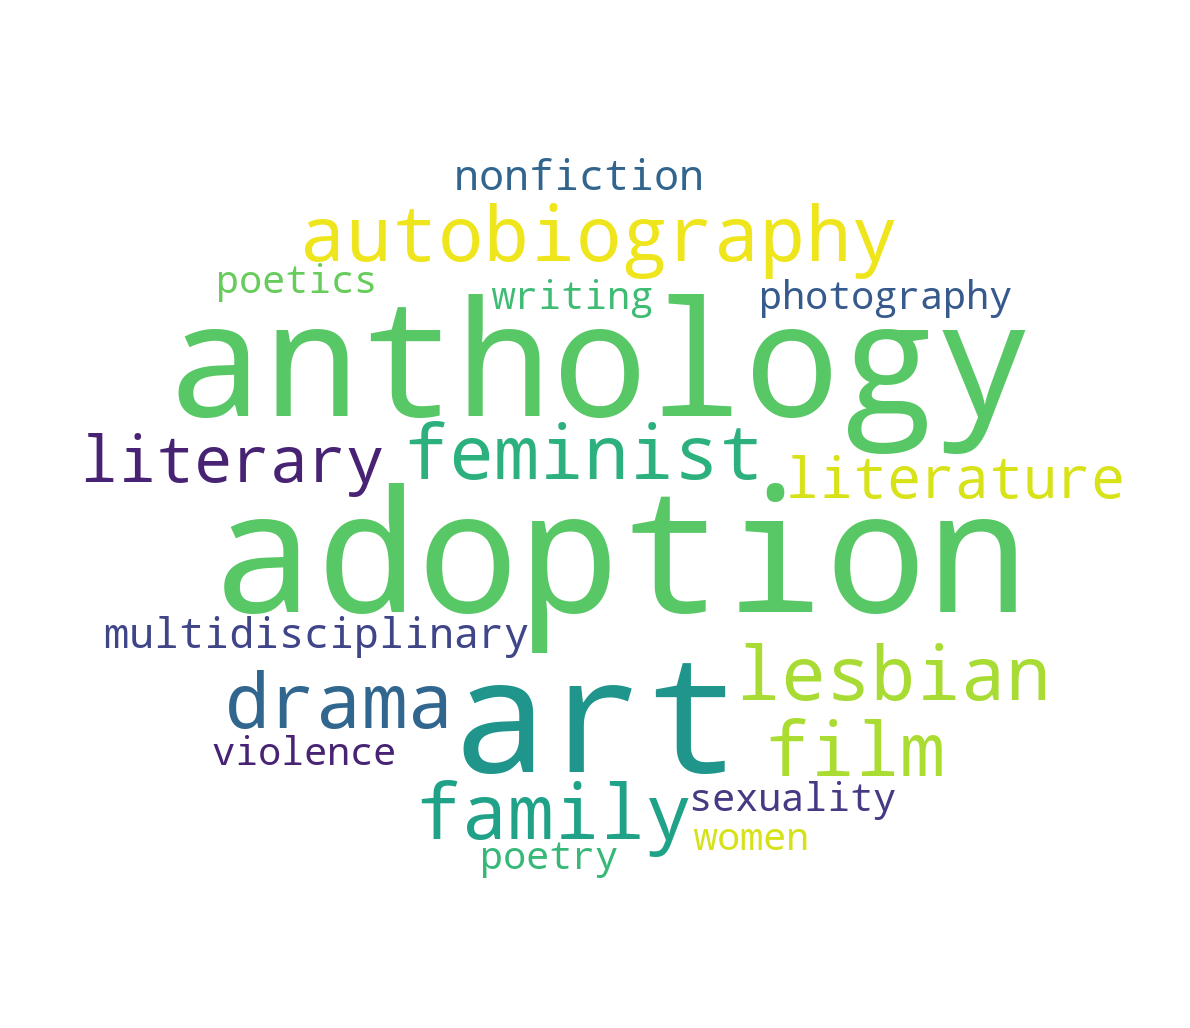 nonfiction
autobiography
poetics
writing
photography
anthology
literary
feminist
literature
adoption
multidisciplinary
lesbian
drama
art
film
violence
family
sexuality
women
poetry